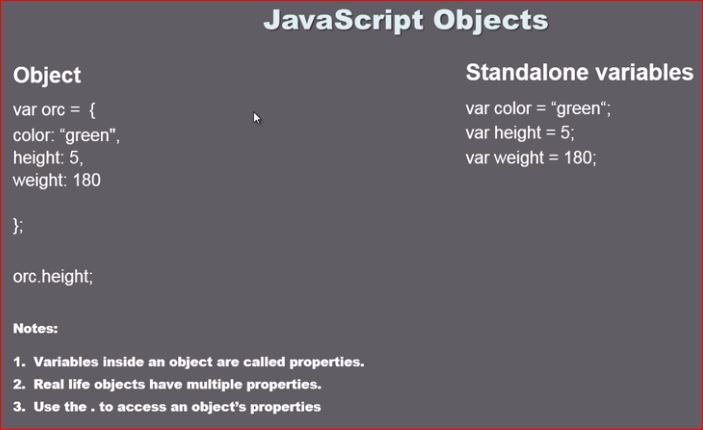 JavaScript Objects
Object
var orc =  {
color: “green",
height: 5,
weight: 180
};
orc.height;
Standalone variables
var color = “green“;
var height = 5;
var weight = 180;
Notes:
1.  Variables inside an object are called properties.
2.  Real life objects have multiple properties.
3.  Use the . to access an object’s properties